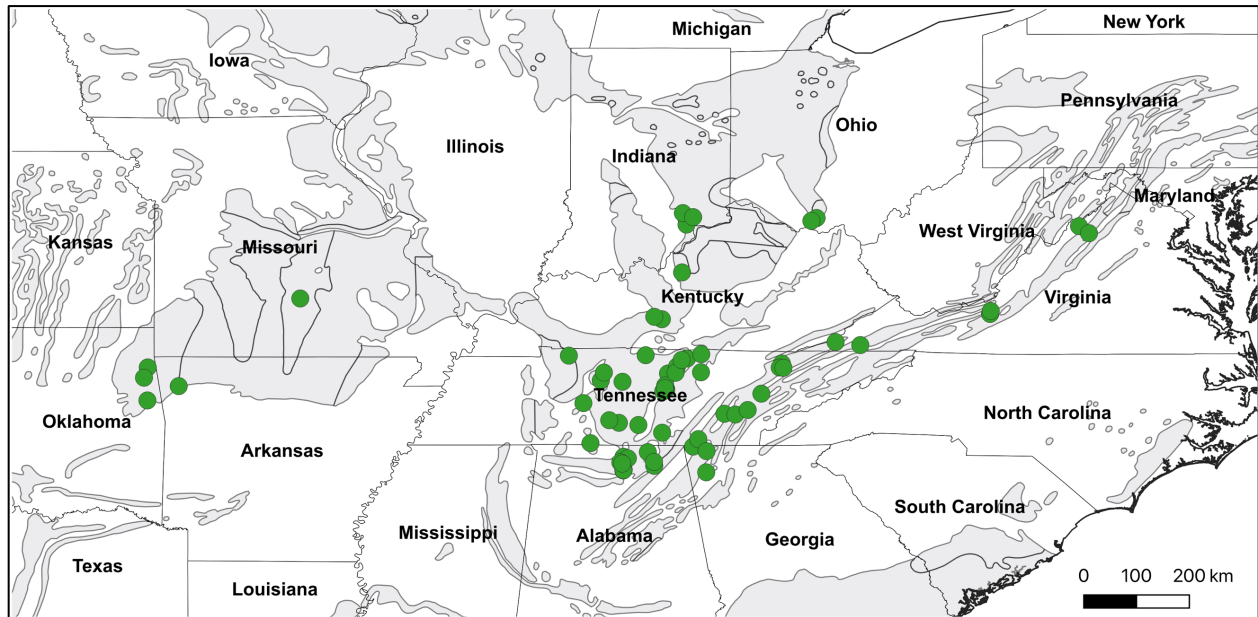 New York
Michigan
Iowa
Pennsylvania
Ohio
Illinois
Indiana
Maryland
West Virginia
Kansas
Missouri
Kentucky
Virginia
Tennessee
North Carolina
Oklahoma
Arkansas
South Carolina
Mississippi
Alabama
Georgia
Texas
Louisiana
0 100 200 km